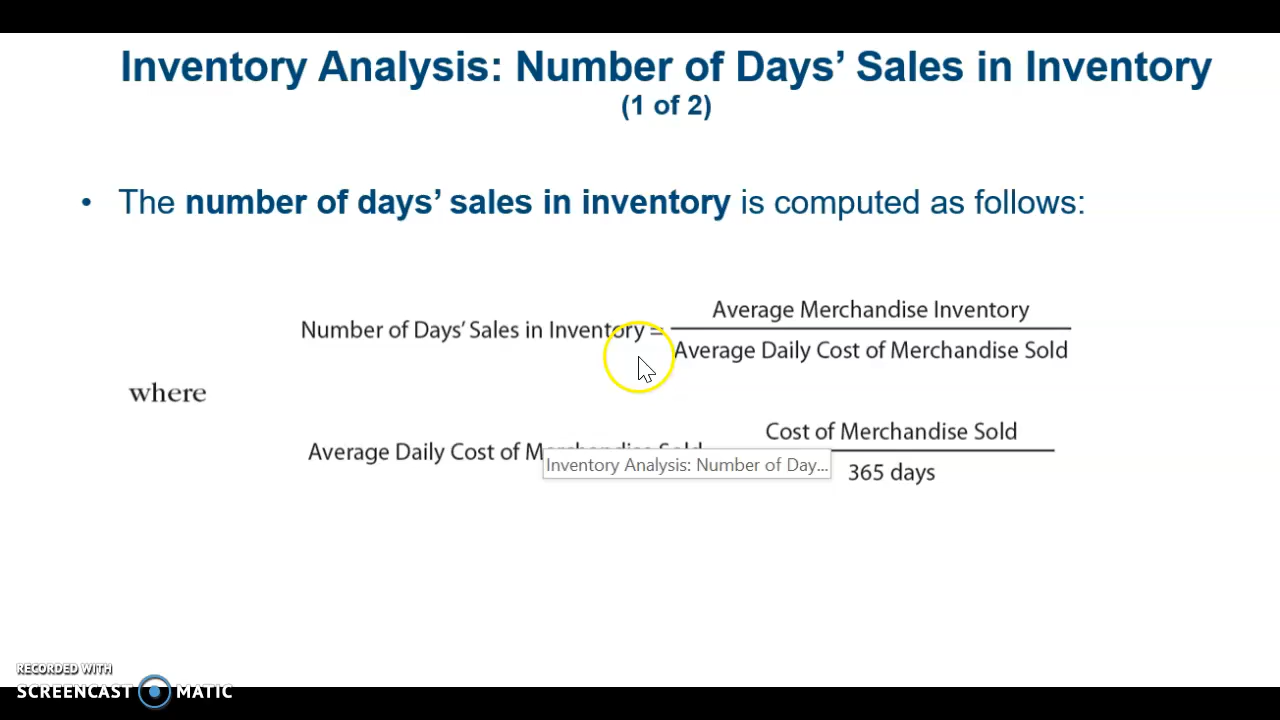 Inventory Analysis: Number of Days’ Sales in Inventory
(1 of 2)
• The number of days’ sales in inventory is computed as follows:
Number of Days’ Sales in Inventory = Average Merchandise Inventory
Average Daily Cost of Merchandise Sold
where
Average Daily Cost of Merchandise Sold Cost of Merchandise Sold
365 days
Inventory Analysis: Number of Day...
RECORDED WITH
SCREENCAST MATIC